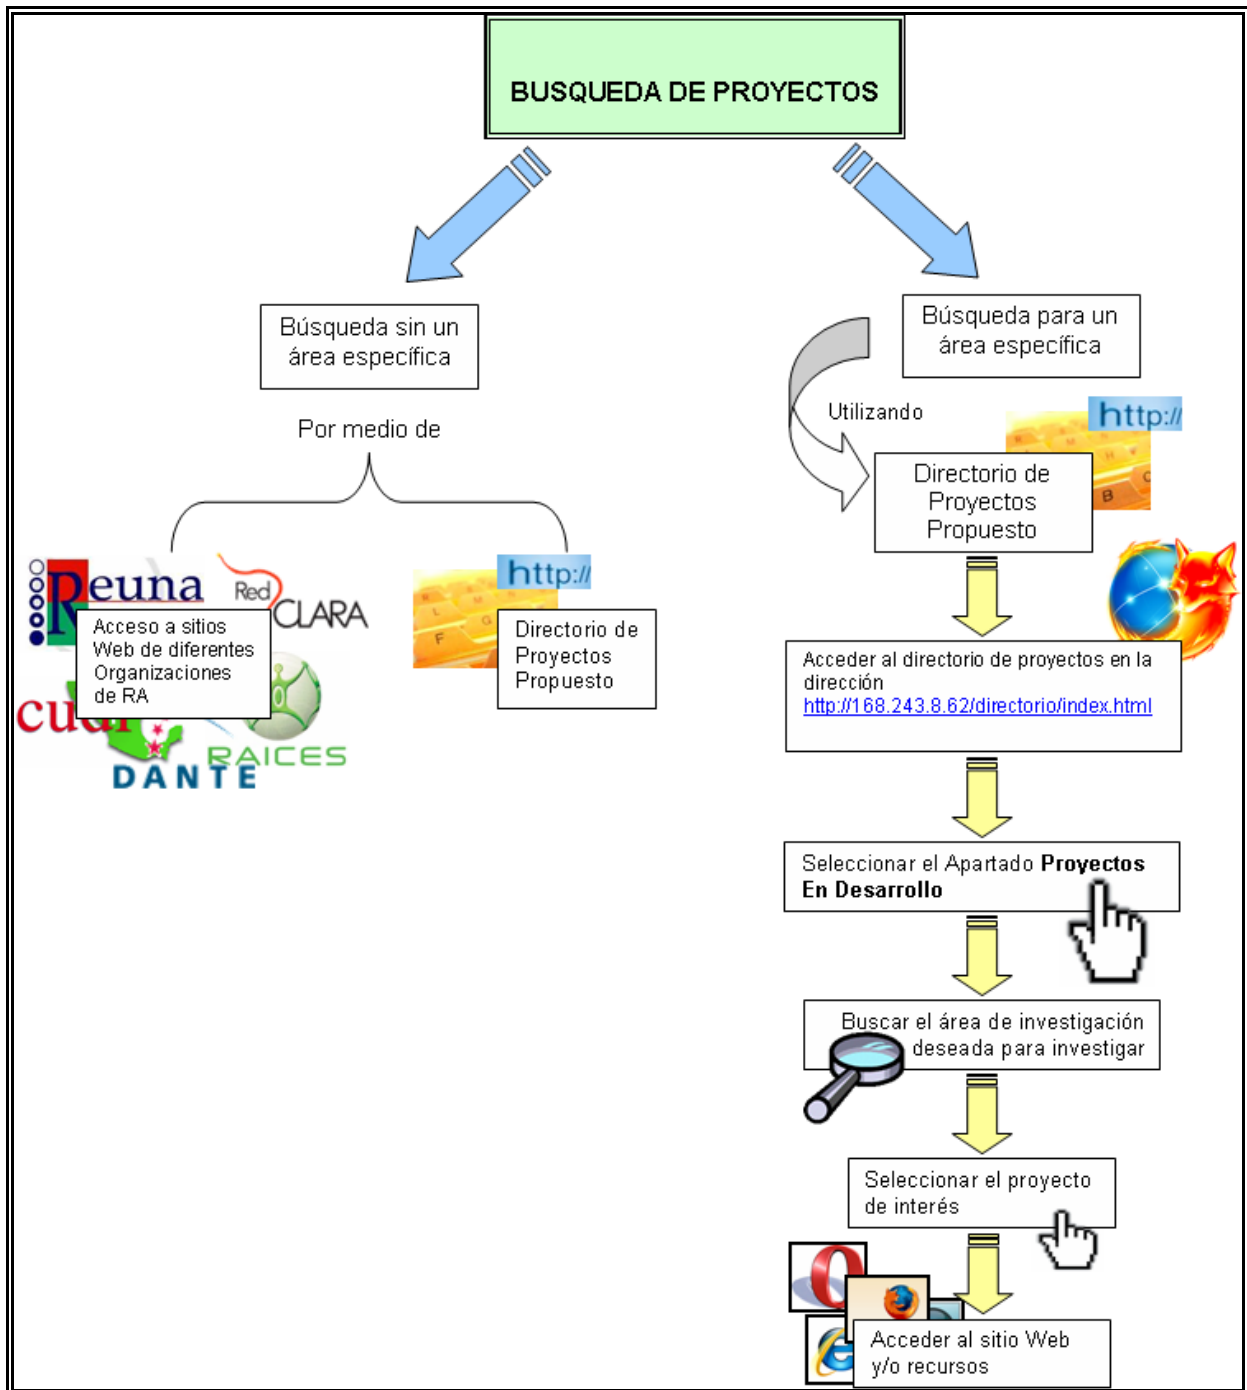 BUSQUEDA DE PROYECTOS
Búsqueda sin un
área específica
Por medio de
Reuna
Red
CLARA
Acceso a sitios
Web de diferentes
Organizaciones
de RA
cudi
RAICES
DANTE
http://
F
G
Directorio de
Proyectos
Propuesto
Búsqueda para un
área específica
Utilizando
http://
B
Directorio de
Proyectos
Propuesto
Acceder al directorio de proyectos en la
dirección
http://168.243.8.62/directorio/index.html
Seleccionar el Apartado Proyectos
En Desarrollo
Buscar el área de investigación
deseada para investigar
Seleccionar el proyecto
de interés
Acceder al sitio Web
y/o recursos